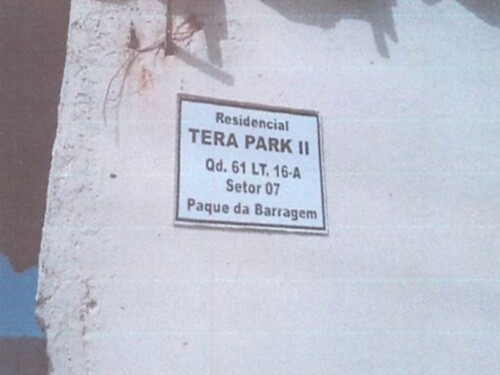 Residencial
TERA PARK II
Qd. 61 LT. 16-A
Setor 07
Paque da Barragem